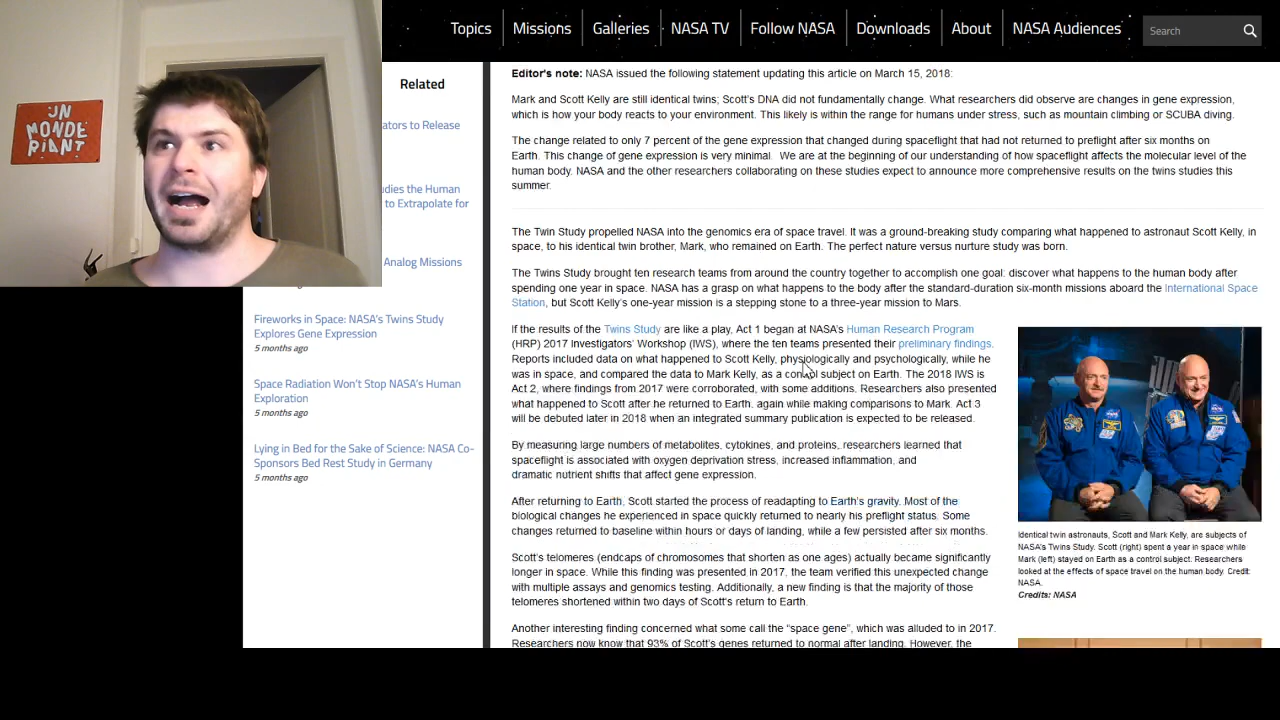 Topics
Missions
Galleries
NASA TV
Follow NASA
Downloads
About
NASA Audiences
Search
JN
MONDE
PLANT
Related
ators to Release
udies the Human
to Extrapolate for
Analog Missions
Fireworks in Space: NASA's Twins Study
Explores Gene Expression
5 months ago
Space Radiation Won't Stop NASA's Human
Exploration
5 months ago
Lying in Bed for the Sake of Science: NASA Co-
Sponsors Bed Rest Study in Germany
5 months ago
Editor's note: NASA issued the following statement updating this article on March 15, 2018:
Mark and Scott Kelly are still identical twins; Scott's DNA did not fundamentally change. What researchers did observe are changes in gene expression,
which is how your body reacts to your environment. This likely is within the range for humans under stress, such as mountain climbing or SCUBA diving.
The change related to only 7 percent of the gene expression that changed during spaceflight that had not returned to preflight after six months on
Earth. This change of gene expression is very minimal. We are at the beginning of our understanding of how spaceflight affects the molecular level of the
human body. NASA and the other researchers collaborating on these studies expect to announce more comprehensive results on the twins studies this
summer.
The Twin Study propelled NASA into the genomics era of space travel. It was a ground-breaking study comparing what happened to astronaut Scott Kelly, in
space, to his identical twin brother, Mark, who remained on Earth. The perfect nature versus nurture study was born.
The Twins Study brought ten research teams from around the country together to accomplish one goal: discover what happens to the human body after
spending one year in space. NASA has a grasp on what happens to the body after the standard-duration six-month missions aboard the International Space
Station, but Scott Kelly's one-year mission is a stepping stone to a three-year mission to Mars.
If the results of the Twins Study are like a play, Act 1 began at NASA's Human Research Program
(HRP) 2017 Investigators' Workshop (IWS), where the ten teams presented their preliminary findings.
Reports included data on what happened to Scott Kelly, physiologically and psychologically, while he
was in space, and compared the data to Mark Kelly, as a control subject on Earth. The 2018 IWS is
Act 2, where findings from 2017 were corroborated, with some additions. Researchers also presented
what happened to Scott after he returned to Earth, again while making comparisons to Mark. Act 3
will be debuted later in 2018 when an integrated summary publication is expected to be released.
By measuring large numbers of metabolites, cytokines, and proteins, researchers learned that
spaceflight is associated with oxygen deprivation stress, increased inflammation, and
dramatic nutrient shifts that affect gene expression.
After returning to Earth, Scott started the process of readapting to Earth's gravity. Most of the
biological changes he experienced in space quickly returned to nearly his preflight status. Some
changes returned to baseline within hours or days of landing, while a few persisted after six months.
Scott's telomeres (endcaps of chromosomes that shorten as one ages) actually became significantly
longer in space. While this finding was presented in 2017, the team verified this unexpected change
with multiple assays and genomics testing. Additionally, a new finding is that the majority of those
telomeres shortened within two days of Scott's return to Earth.
Another interesting finding concerned what some call the "space gene", which was alluded to in 2017.
Researchers now know that 93% of Scott's genes returned to normal after landing. However, the
Identical twin astronauts, Scott and Mark Kelly, are subjects of
NASA's Twins Study. Scott (right) spent a year in space while
Mark (left) stayed on Earth as a control subject. Researchers
looked at the effects of space travel on the human body. Credit:
NASA.
Credits: NASA